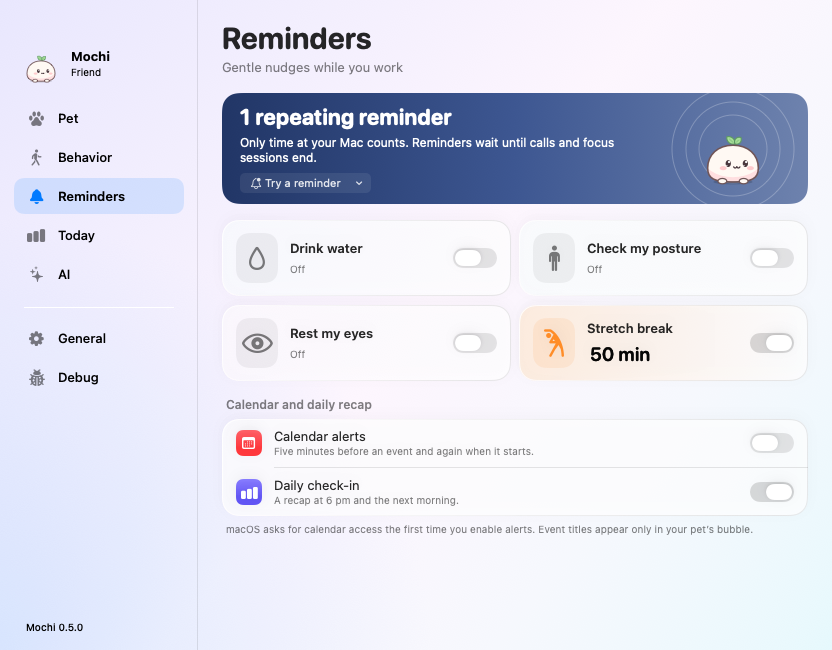 Mochi
Friend
Pet
Behavior
Reminders
Today
AI
General
Debug
Mochi 0.5.0
Reminders
Gentle nudges while you work
1 repeating reminder
Only time at your Mac counts. Reminders wait until calls and focus
sessions end.
Try a reminder
Drink water
Off
Check my posture
Off
Rest my eyes
Off
Stretch break
50 min
Calendar and daily recap
Calendar alerts
Five minutes before an event and again when it starts.
Daily check-in
A recap at 6 pm and the next morning.
macOS asks for calendar access the first time you enable alerts. Event titles appear only in your pet's bubble.